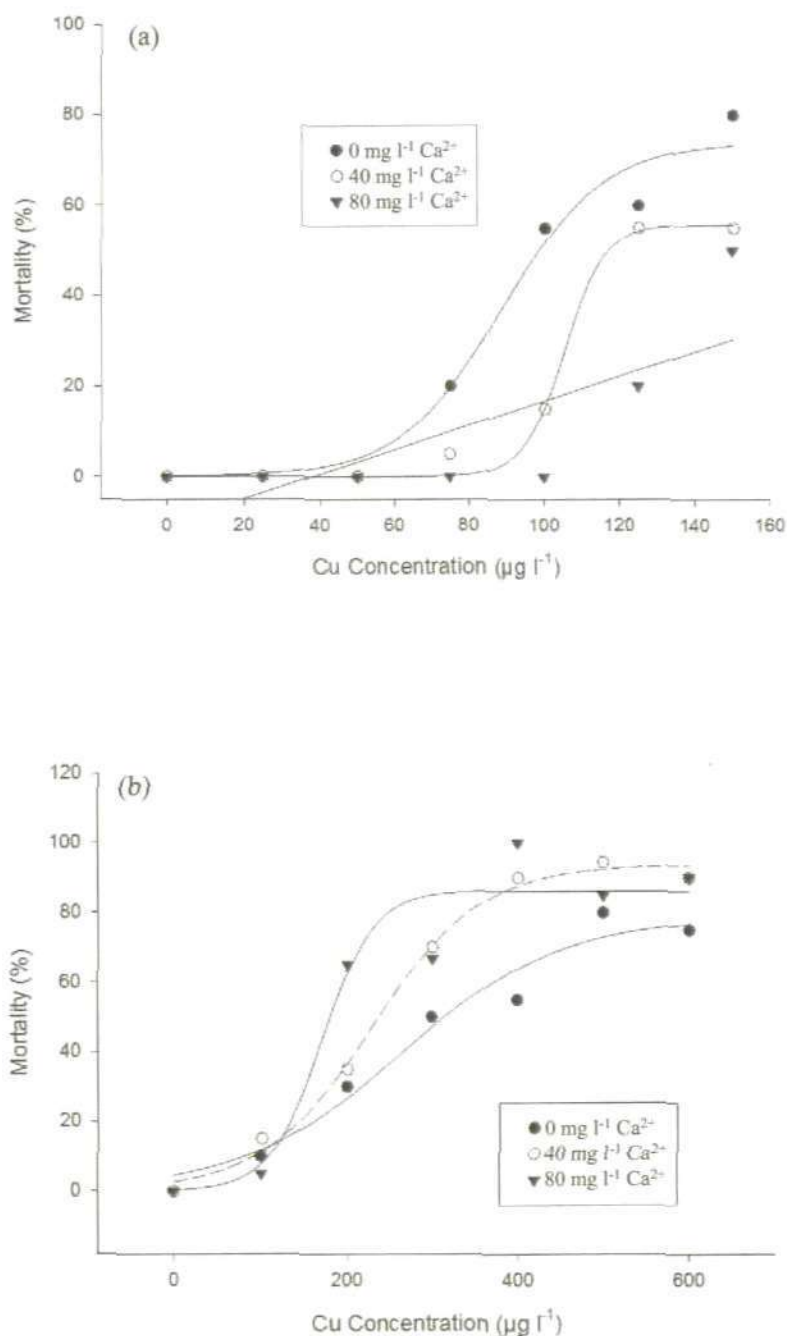 (a)
100
80
60
40
20
0
Mortality (%)
● 0 mg l⁻¹ Ca²⁺
○ 40 mg l⁻¹ Ca²⁺
▼ 80 mg l⁻¹ Ca²⁺
0 20 40 60 80 100 120 140 160
Cu Concentration (µg l⁻¹)
(b)
120
100
80
60
40
20
0
Mortality (%)
● 0 mg l⁻¹ Ca²⁺
○ 40 mg l⁻¹ Ca²⁺
▼ 80 mg l⁻¹ Ca²⁺
0 200 400 600
Cu Concentration (µg l⁻¹)